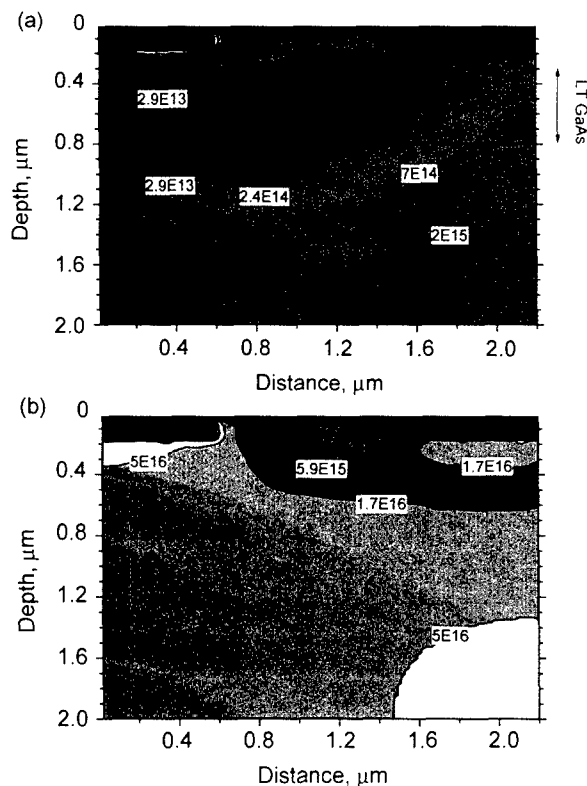 (a)
0
0.4
0.8
1.2
1.6
2.0
Depth, μm
2.9E13
2.9E13
2.4E14
7E14
2E15
LT GaAs
0.4 0.8 1.2 1.6 2.0
Distance, μm
(b)
0
0.4
0.8
1.2
1.6
2.0
Depth, μm
5E16
5.9E15
1.7E16
1.7E16
5E16
0.4 0.8 1.2 1.6 2.0
Distance, μm